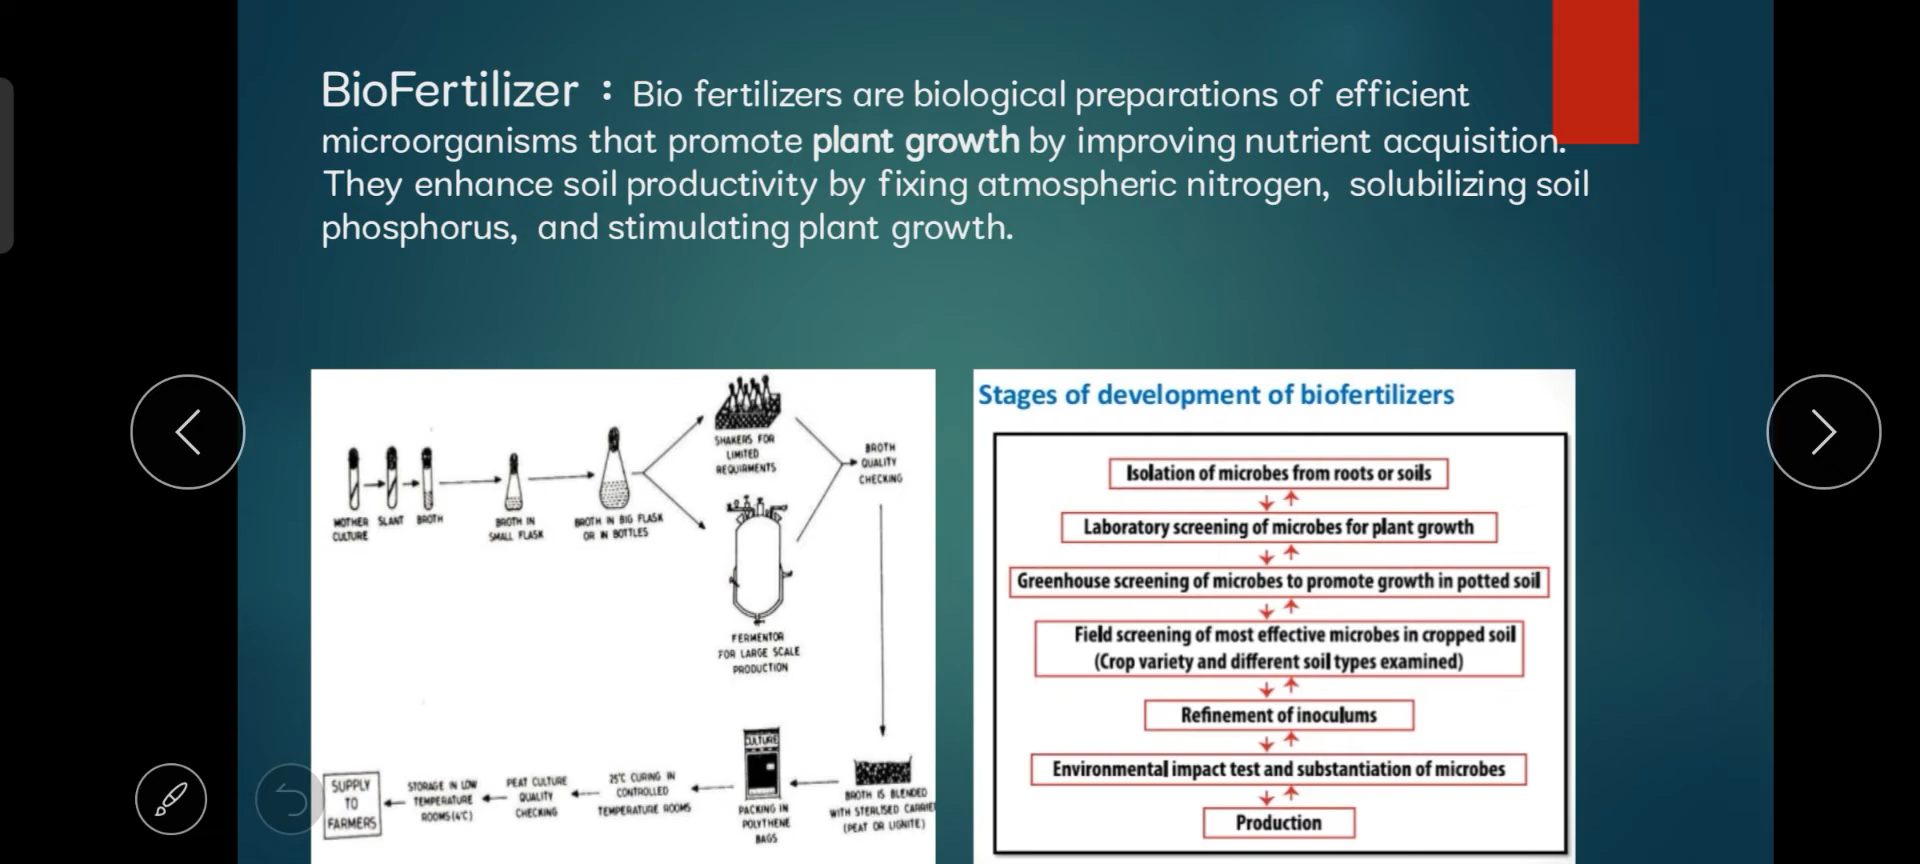 BioFertilizer : Bio fertilizers are biological preparations of efficient
microorganisms that promote plant growth by improving nutrient acquisition.
They enhance soil productivity by fixing atmospheric nitrogen, solubilizing soil
phosphorus, and stimulating plant growth.
MOTHER
CULTURE
SLANT
BROTH
BROTH IN
SMALL FLASK
BROTH IN BIG FLASK
OR IN BOTTLES
SHAKERS FOR
LIMITED
REQUIRMENTS
FERMENTOR
FOR LARGE SCALE
PRODUCTION
BROTH
QUALITY
CHECKING
BROTH IS BLENDED
WITH STERLISED CARRIE
(PEAT OR LIGNITE)
CULTURE
PACKING IN
POLYTHENE
BAGS
25°C CURING IN
CONTROLLED
TEMPERATURE ROOMS
PEAT CULTURE
QUALITY
CHECKING
STORAGE IN LOW
TEMPERATURE
ROOMS (4°C)
SUPPLY
TO
FARMERS
Stages of development of biofertilizers
Isolation of microbes from roots or soils
Laboratory screening of microbes for plant growth
Greenhouse screening of microbes to promote growth in potted soil
Field screening of most effective microbes in cropped soil
(Crop variety and different soil types examined)
Refinement of inoculums
Environmental impact test and substantiation of microbes
Production